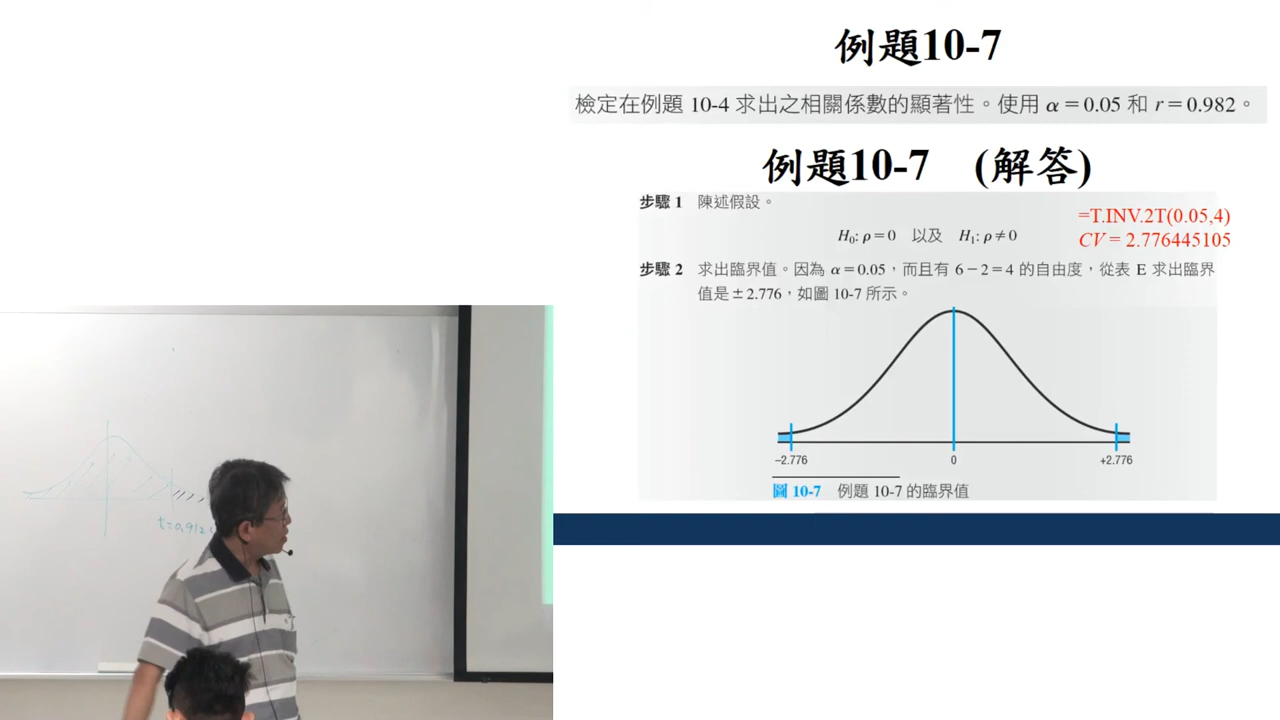 例題10-7
檢定在例題 10-4 求出之相關係數的顯著性。使用 α = 0.05 和 r = 0.982。
例題10-7 (解答)
步驟 1 陳述假設。
=T.INV.2T(0.05,4)
H₀: ρ = 0 以及 H₁: ρ ≠ 0
CV = 2.776445105
步驟 2 求出臨界值。因為 α = 0.05，而且有 6 − 2 = 4 的自由度，從表 E 求出臨界
值是 ± 2.776，如圖 10-7 所示。
−2.776 0 +2.776
圖 10-7 例題 10-7 的臨界值
t=0.912